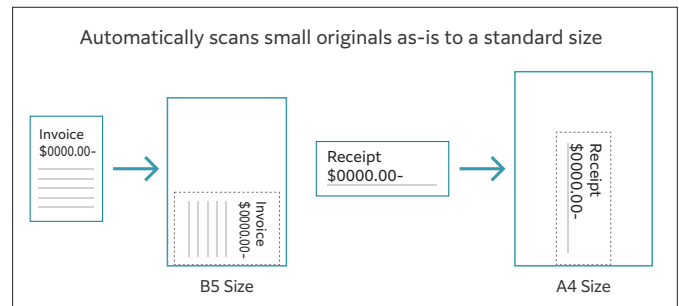 Automatically scans small originals as-is to a standard size
Invoice
$0000.00-
Invoice
$0000.00-
B5 Size
Receipt
$0000.00-
Receipt
$0000.00-
A4 Size